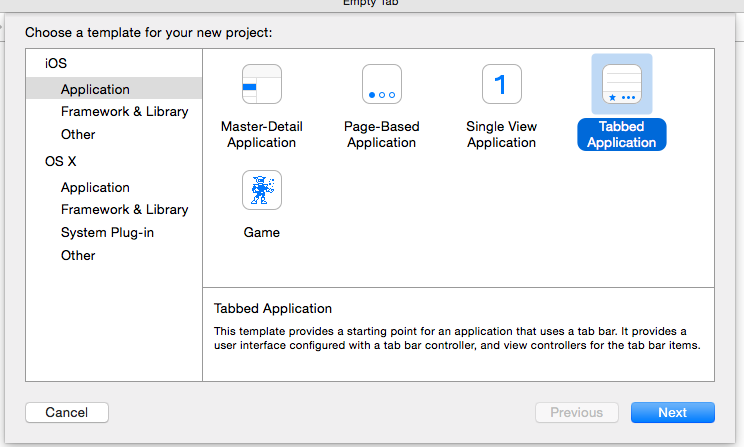 Empty Tab
Choose a template for your new project:
iOS
Application
Framework & Library
Other
OS X
Application
Framework & Library
System Plug-in
Other
Master-Detail
Application
Page-Based
Application
1
Single View
Application
Tabbed
Application
Game
Tabbed Application
This template provides a starting point for an application that uses a tab bar. It provides a
user interface configured with a tab bar controller, and view controllers for the tab bar items.
Cancel
Previous
Next